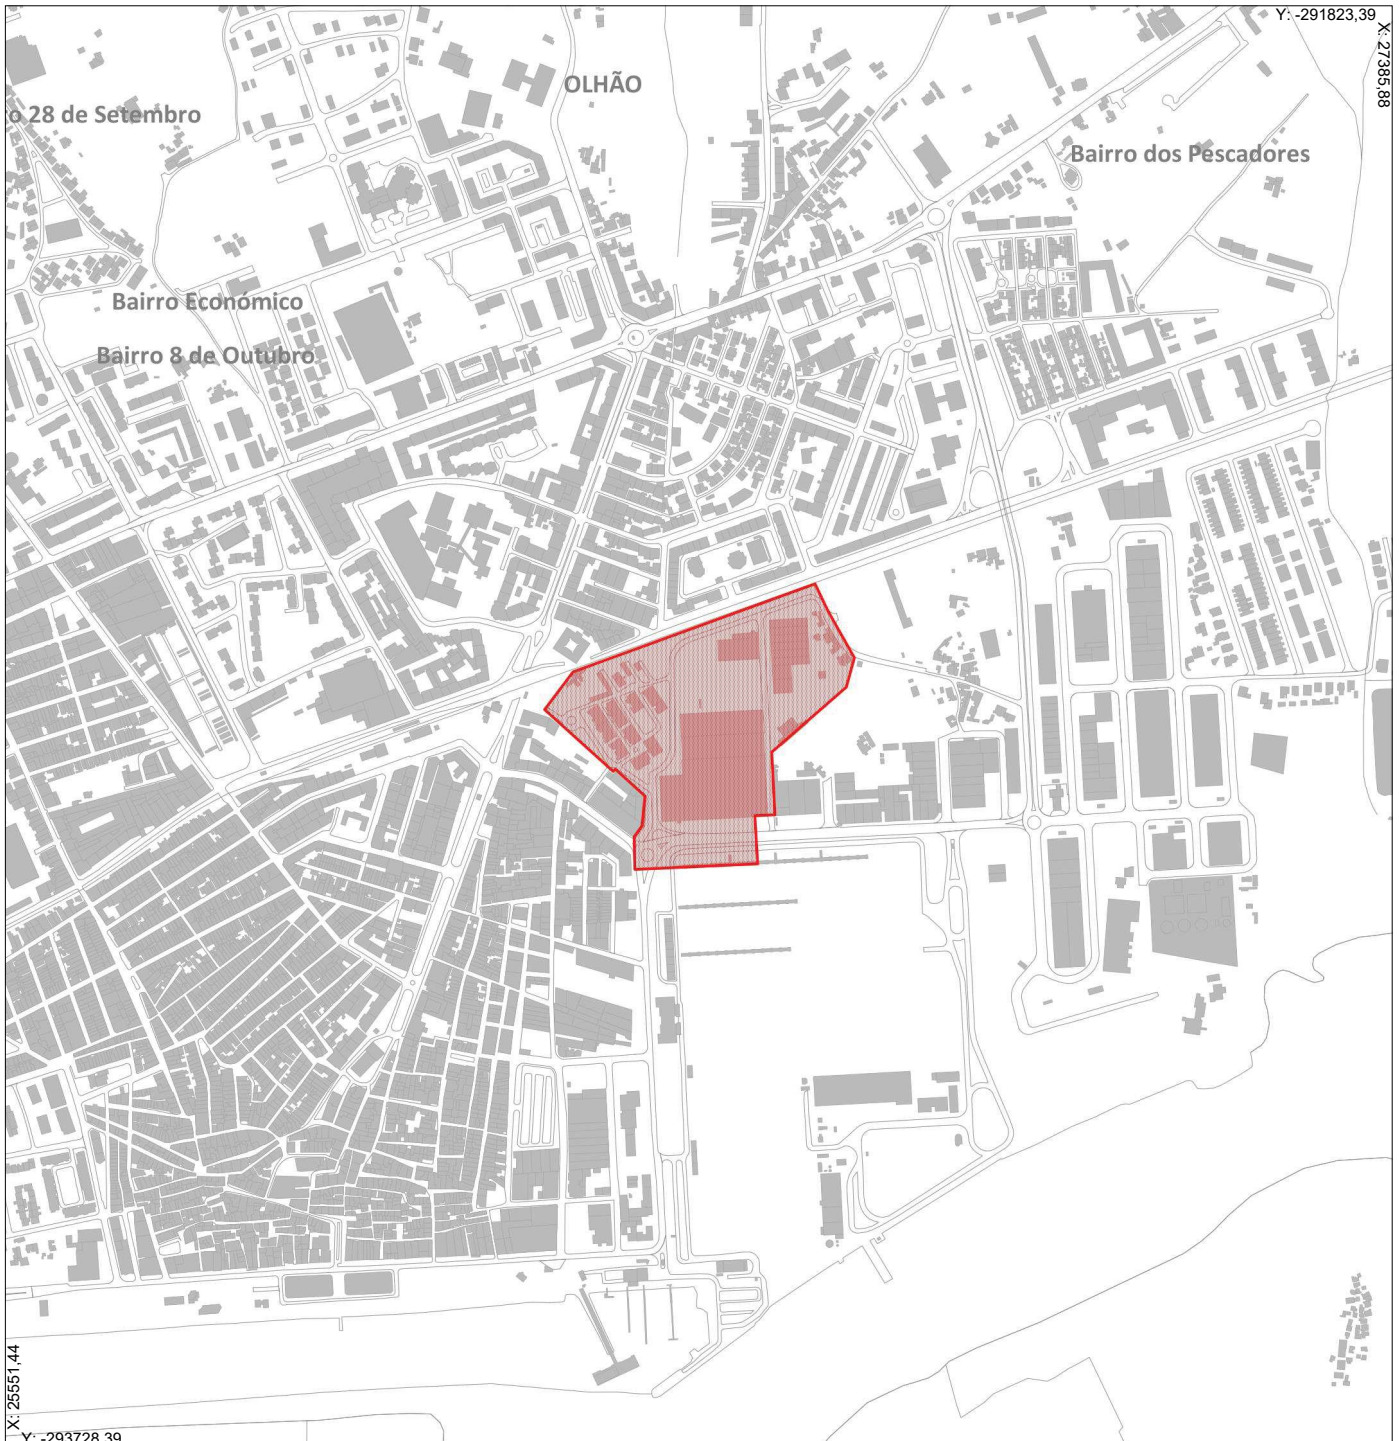 Y: -291823,39
X: 27385,88
OLHÃO
o 28 de Setembro
Bairro dos Pescadores
Bairro Económico
Bairro 8 de Outubro
X: 25551,44
Y: -293728,39